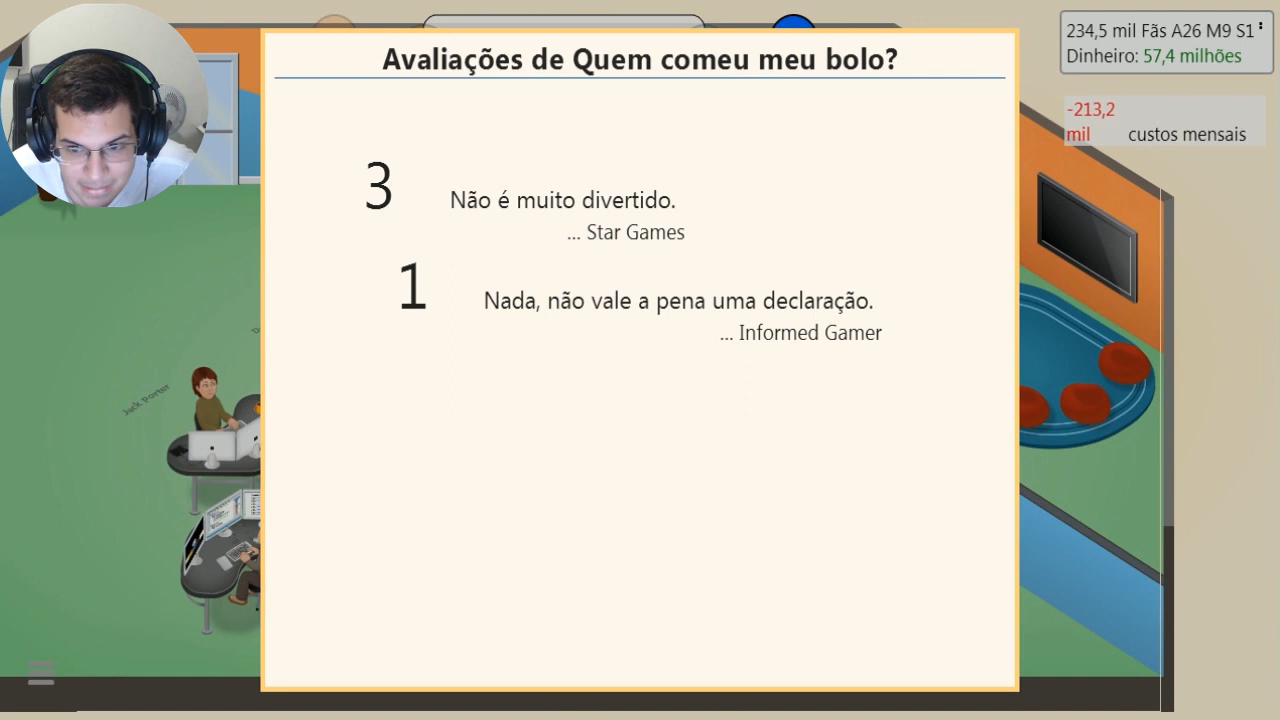 Avaliações de Quem comeu meu bolo?
234,5 mil Fãs A26 M9 S1
Dinheiro: 57,4 milhões
-213,2
mil custos mensais
3 Não é muito divertido.
... Star Games
1 Nada, não vale a pena uma declaração.
... Informed Gamer
Jack Porter